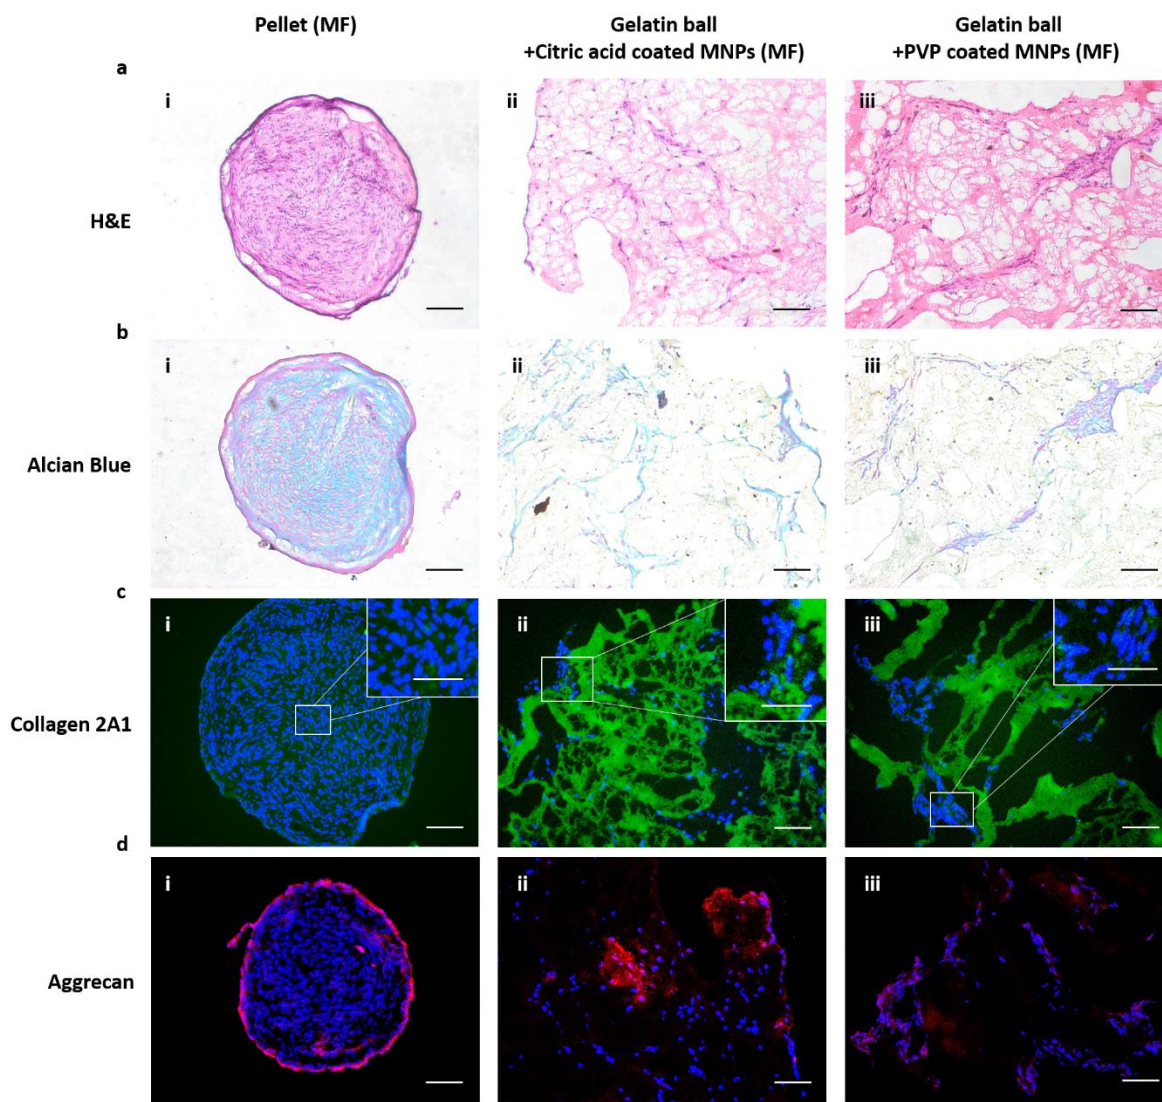 Pellet (MF)
Gelatin ball
+Citric acid coated MNPs (MF)
Gelatin ball
+PVP coated MNPs (MF)
a
i
ii
iii
H&E
b
i
ii
iii
Alcian Blue
c
i
ii
iii
Collagen 2A1
d
i
ii
iii
Aggrecan